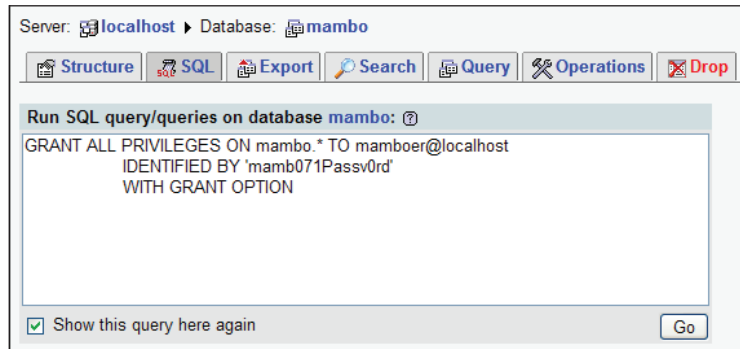 Server: localhost ▸ Database: mambo
Structure SQL Export Search Query Operations Drop
Run SQL query/queries on database mambo:
GRANT ALL PRIVILEGES ON mambo.* TO mamboer@localhost
IDENTIFIED BY 'mamb071Passv0rd'
WITH GRANT OPTION
Show this query here again Go